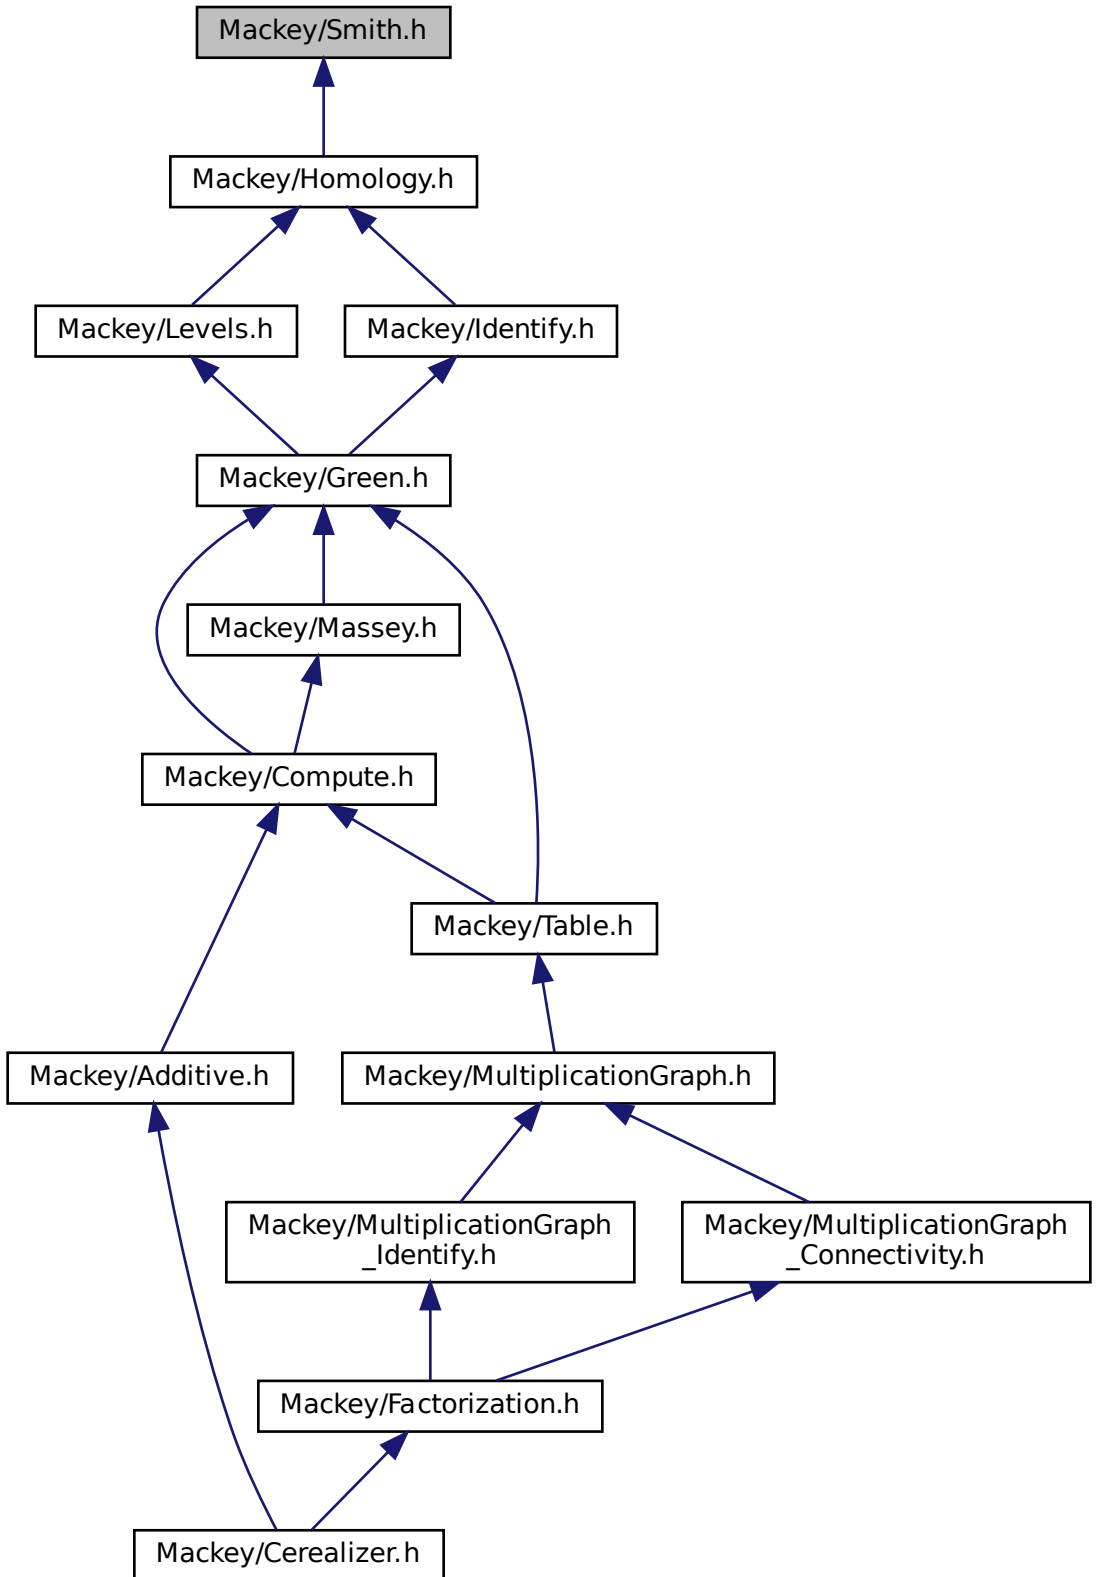 Mackey/Smith.h
Mackey/Homology.h
Mackey/Levels.h
Mackey/Identify.h
Mackey/Green.h
Mackey/Massey.h
Mackey/Compute.h
Mackey/Table.h
Mackey/Additive.h
Mackey/MultiplicationGraph.h
Mackey/MultiplicationGraph
_Identify.h
Mackey/MultiplicationGraph
_Connectivity.h
Mackey/Factorization.h
Mackey/Cerealizer.h